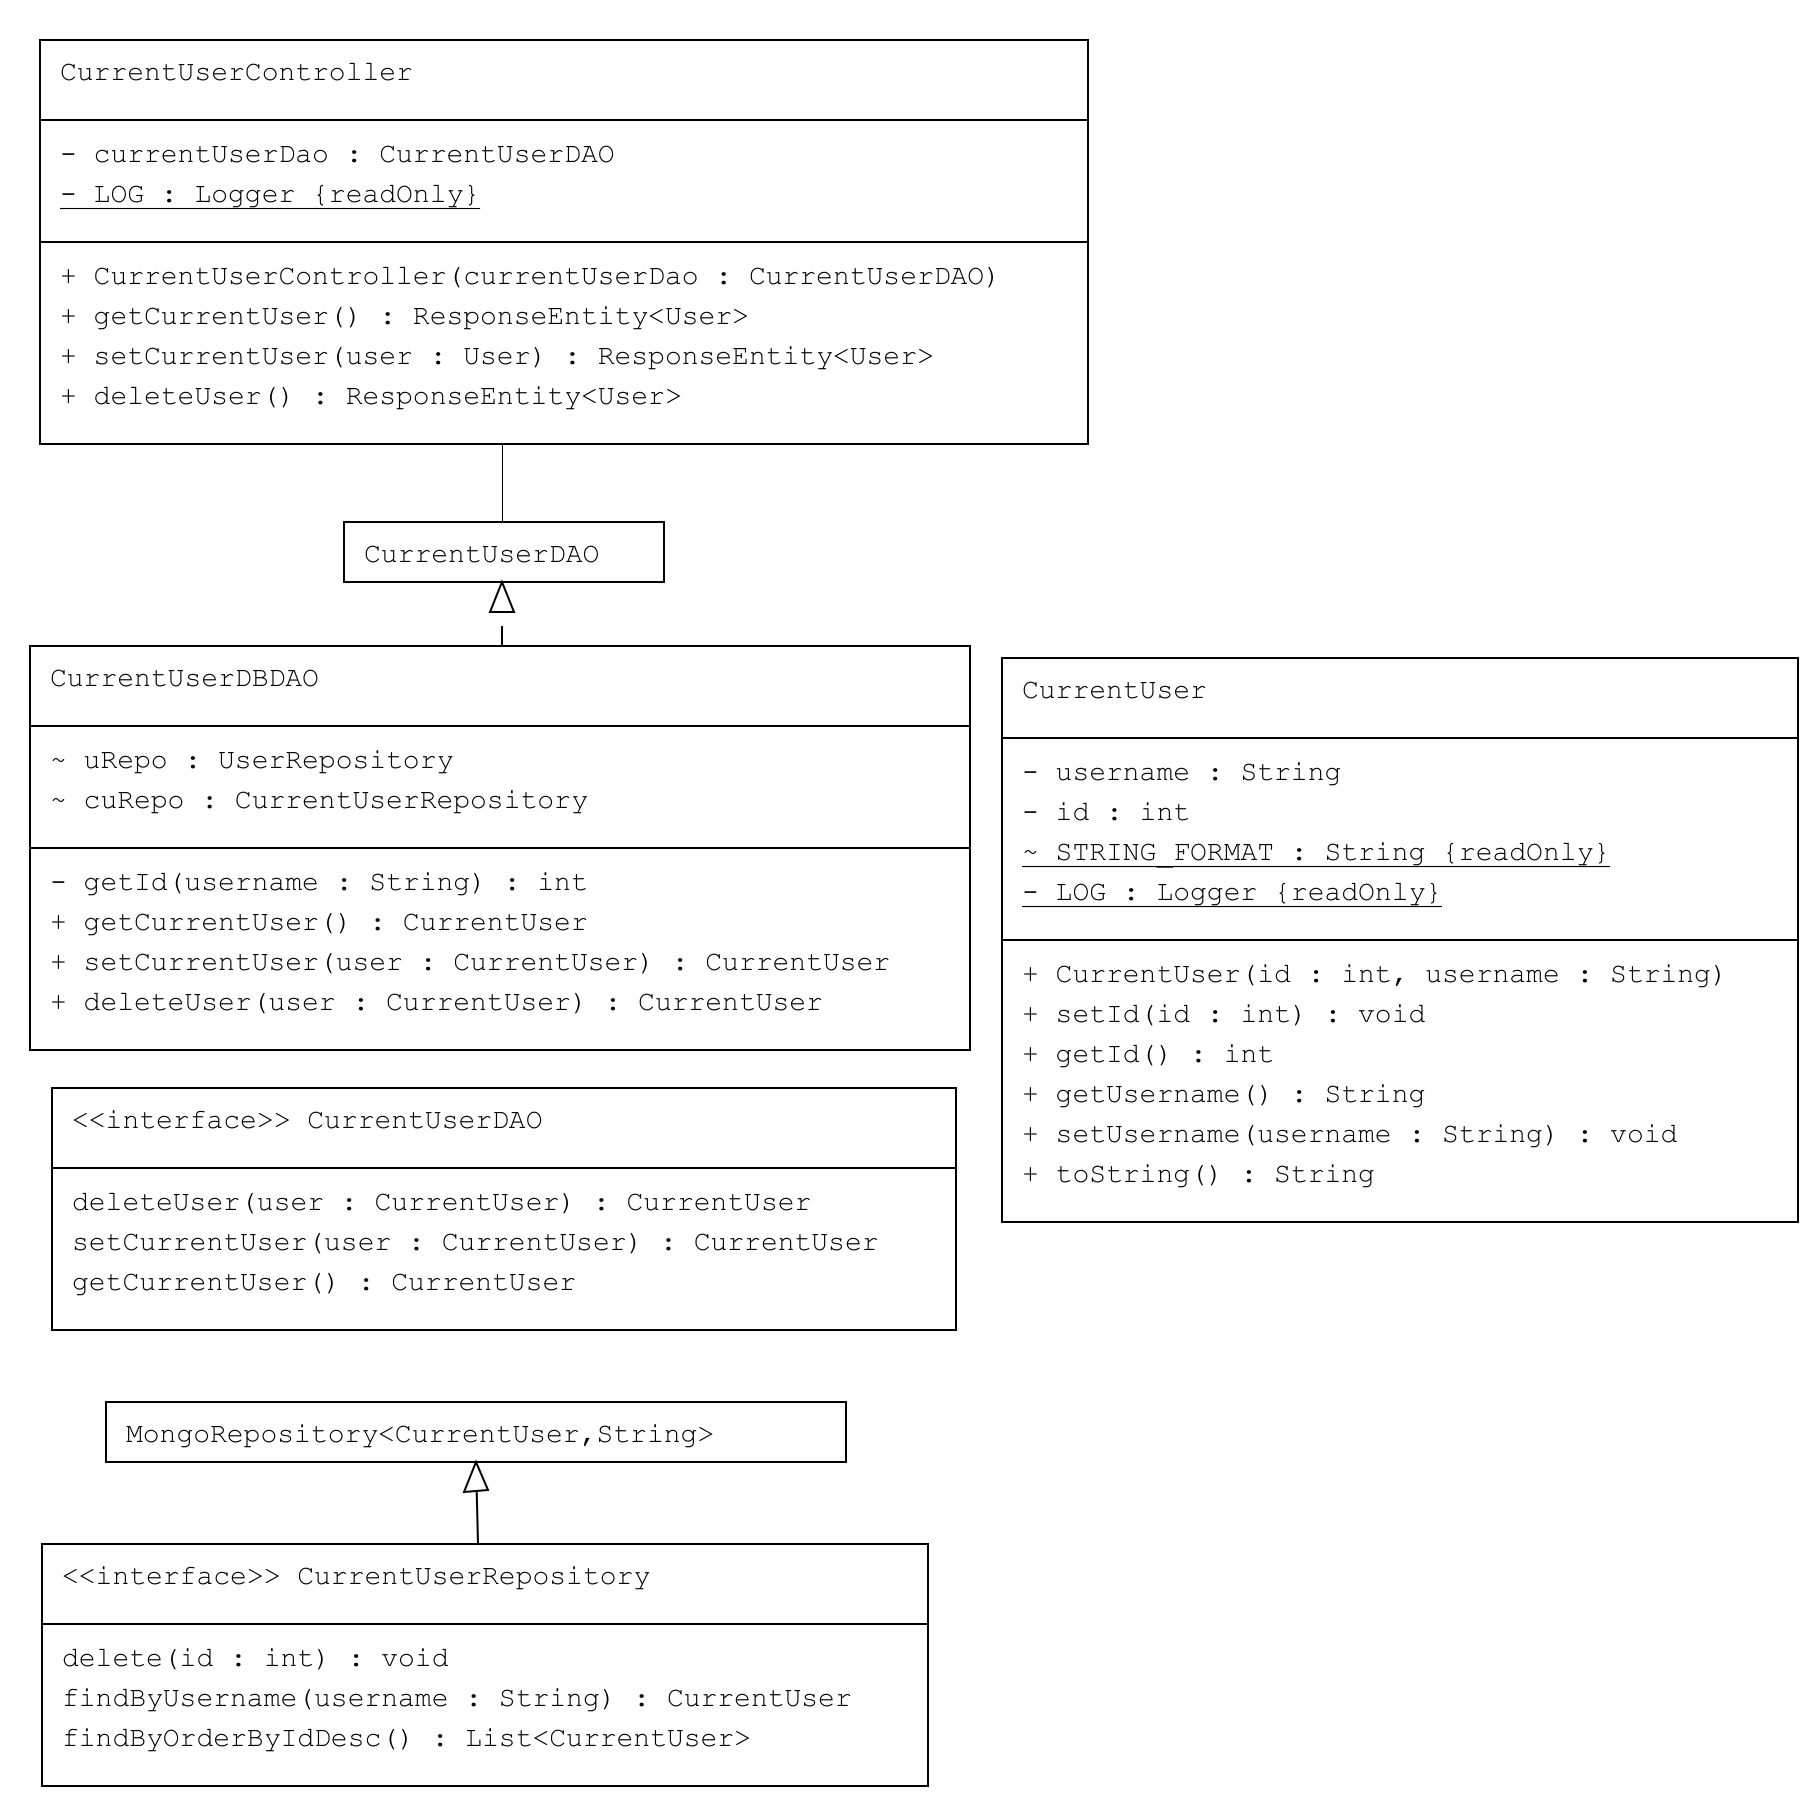 CurrentUserController
- currentUserDao : CurrentUserDAO
- LOG : Logger {readOnly}
+ CurrentUserController(currentUserDao : CurrentUserDAO)
+ getCurrentUser() : ResponseEntity<User>
+ setCurrentUser(user : User) : ResponseEntity<User>
+ deleteUser() : ResponseEntity<User>
CurrentUserDAO
CurrentUserDBDAO
~ uRepo : UserRepository
~ cuRepo : CurrentUserRepository
- getId(username : String) : int
+ getCurrentUser() : CurrentUser
+ setCurrentUser(user : CurrentUser) : CurrentUser
+ deleteUser(user : CurrentUser) : CurrentUser
CurrentUser
- username : String
- id : int
~ STRING_FORMAT : String {readOnly}
- LOG : Logger {readOnly}
+ CurrentUser(id : int, username : String)
+ setId(id : int) : void
+ getId() : int
+ getUsername() : String
+ setUsername(username : String) : void
+ toString() : String
<<interface>> CurrentUserDAO
deleteUser(user : CurrentUser) : CurrentUser
setCurrentUser(user : CurrentUser) : CurrentUser
getCurrentUser() : CurrentUser
MongoRepository<CurrentUser,String>
<<interface>> CurrentUserRepository
delete(id : int) : void
findByUsername(username : String) : CurrentUser
findByOrderByIdDesc() : List<CurrentUser>